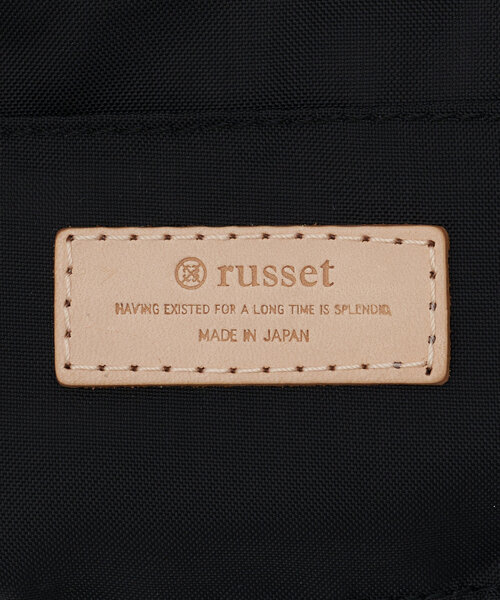 russet
HAVING EXISTED FOR A LONG TIME IS SPLENDID,
MADE IN JAPAN